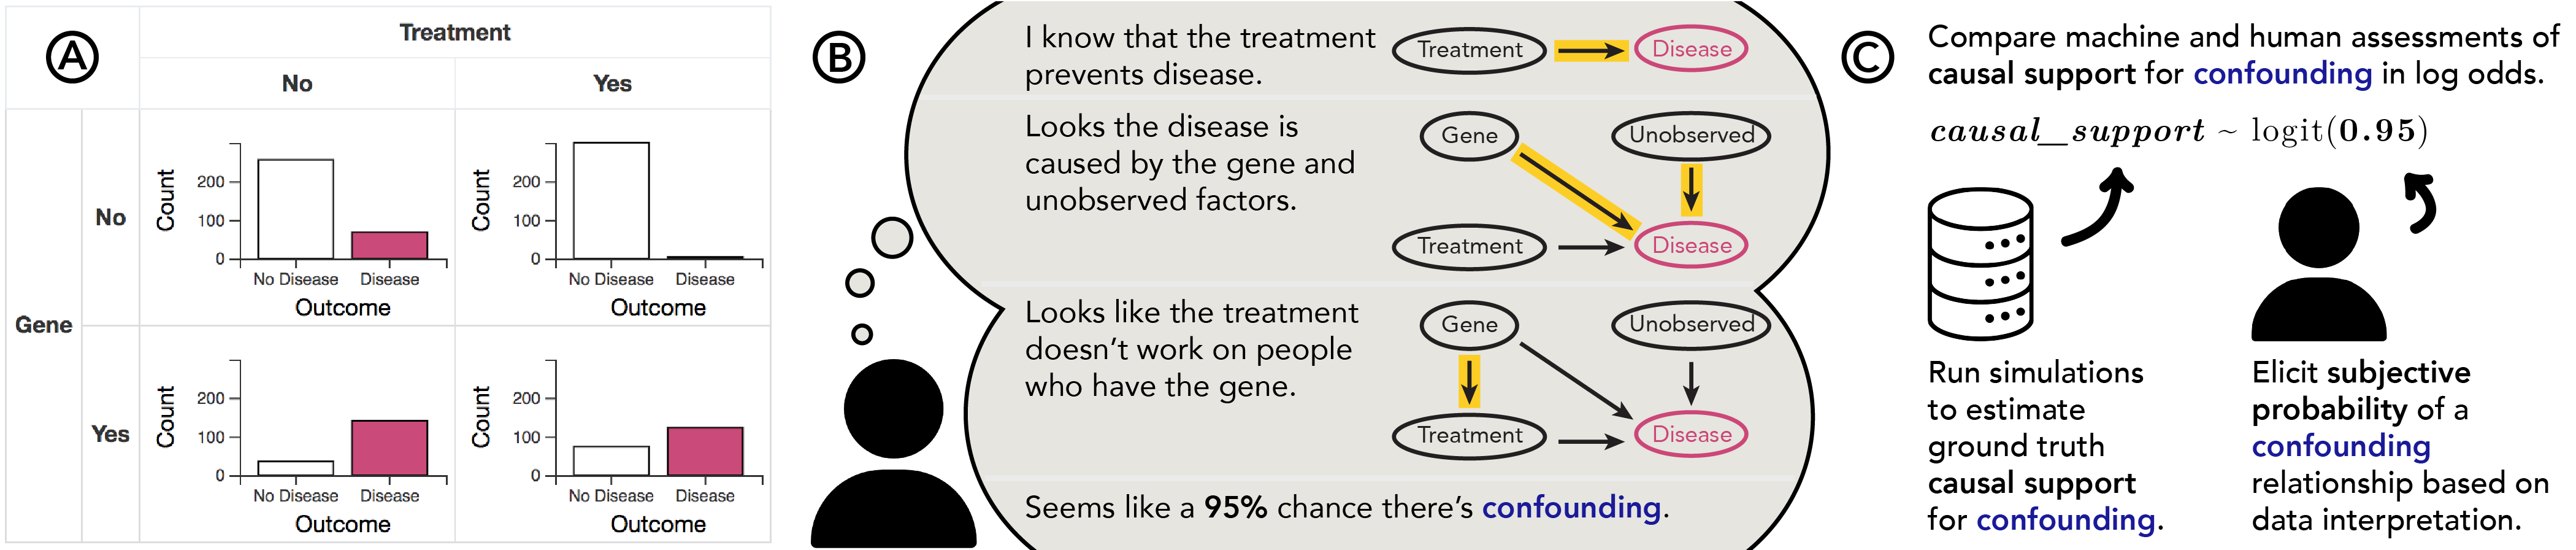 A
Treatment
No
Yes
Gene
No
Count
200
100
0
No Disease
Disease
Outcome
Count
200
100
0
No Disease
Disease
Outcome
Yes
Count
200
100
0
No Disease
Disease
Outcome
Count
200
100
0
No Disease
Disease
Outcome
B
I know that the treatment
prevents disease.
Treatment
Disease
Looks the disease is
caused by the gene and
unobserved factors.
Gene
Unobserved
Treatment
Disease
Looks like the treatment
doesn't work on people
who have the gene.
Gene
Unobserved
Treatment
Disease
Seems like a 95% chance there's confounding.
C
Compare machine and human assessments of
causal support for confounding in log odds.
causal_support ~ logit(0.95)
Run simulations
to estimate
ground truth
causal support
for confounding.
Elicit subjective
probability of a
confounding
relationship based on
data interpretation.